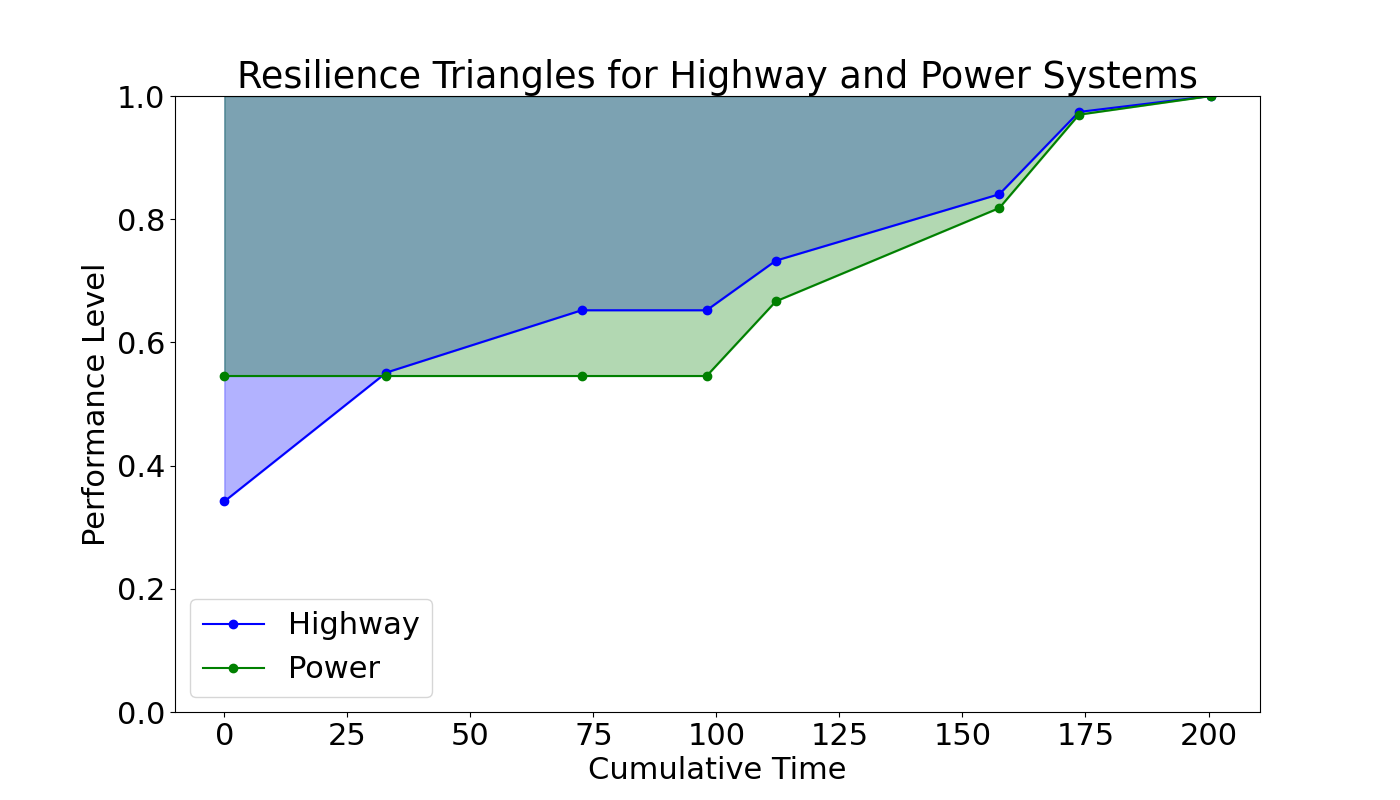 Resilience Triangles for Highway and Power Systems
1.0
0.8
0.6
0.4
0.2
0.0
Performance Level
Highway
Power
0 25 50 75 100 125 150 175 200
Cumulative Time